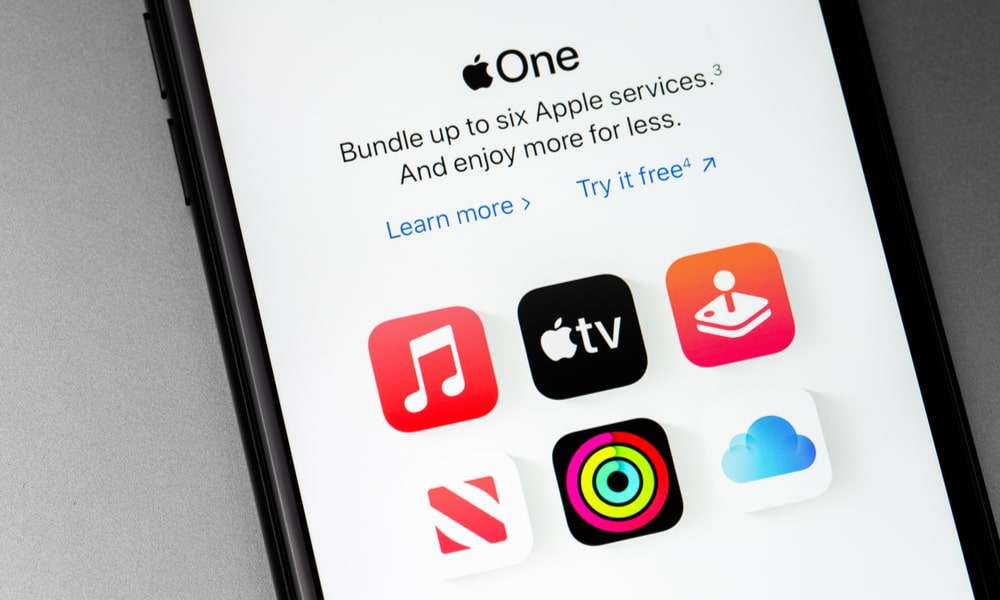 One
Bundle up to six Apple services.³
And enjoy more for less.
Learn more >
Try it free⁴ ↗
tv